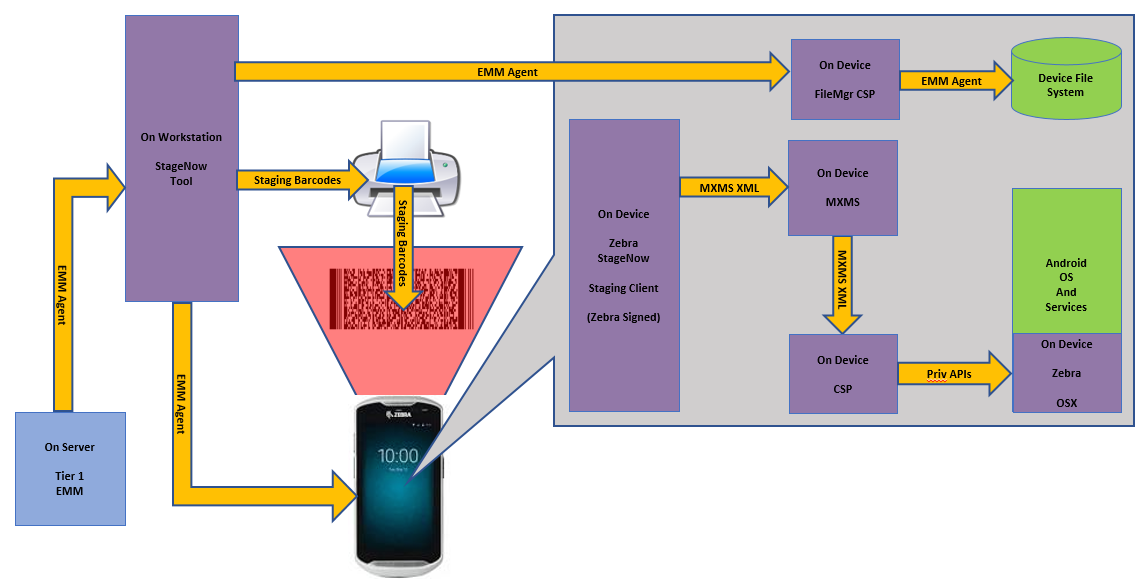 On Workstation
StageNow
Tool
EMM Agent
On Device
FileMgr CSP
EMM Agent
Device File
System
Staging Barcodes
Staging Barcodes
On Device
Zebra
StageNow
Staging Client
(Zebra Signed)
MXMS XML
On Device
MXMS
MXMS XML
On Device
CSP
Priv APIs
Android
OS
And
Services
On Device
Zebra
OSX
EMM Agent
EMM Agent
On Server
Tier 1
EMM
ZEBRA
10:00